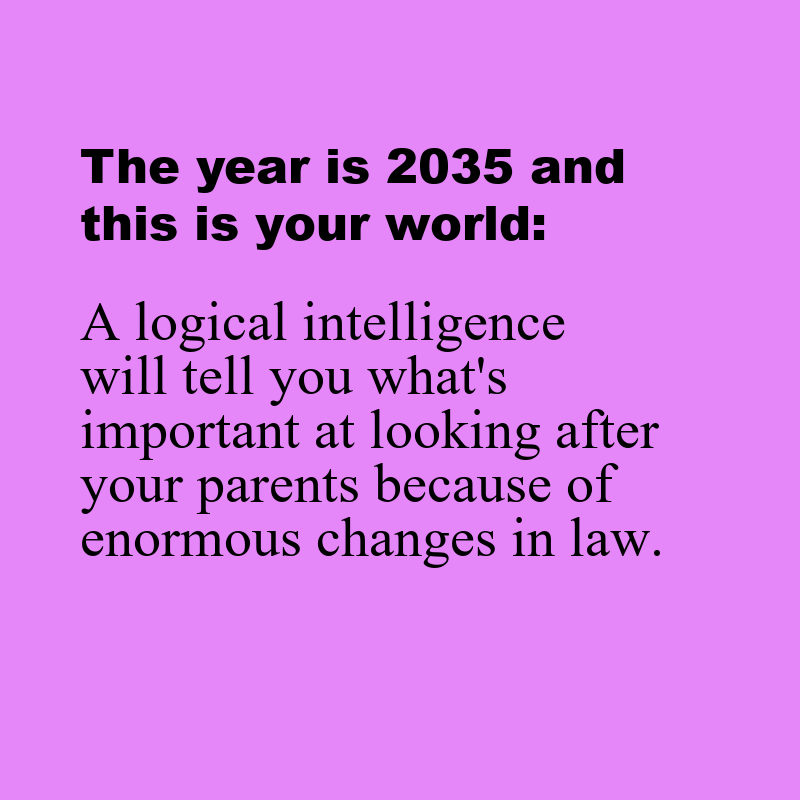 The year is 2035 and
this is your world:
A logical intelligence
will tell you what's
important at looking after
your parents because of
enormous changes in law.